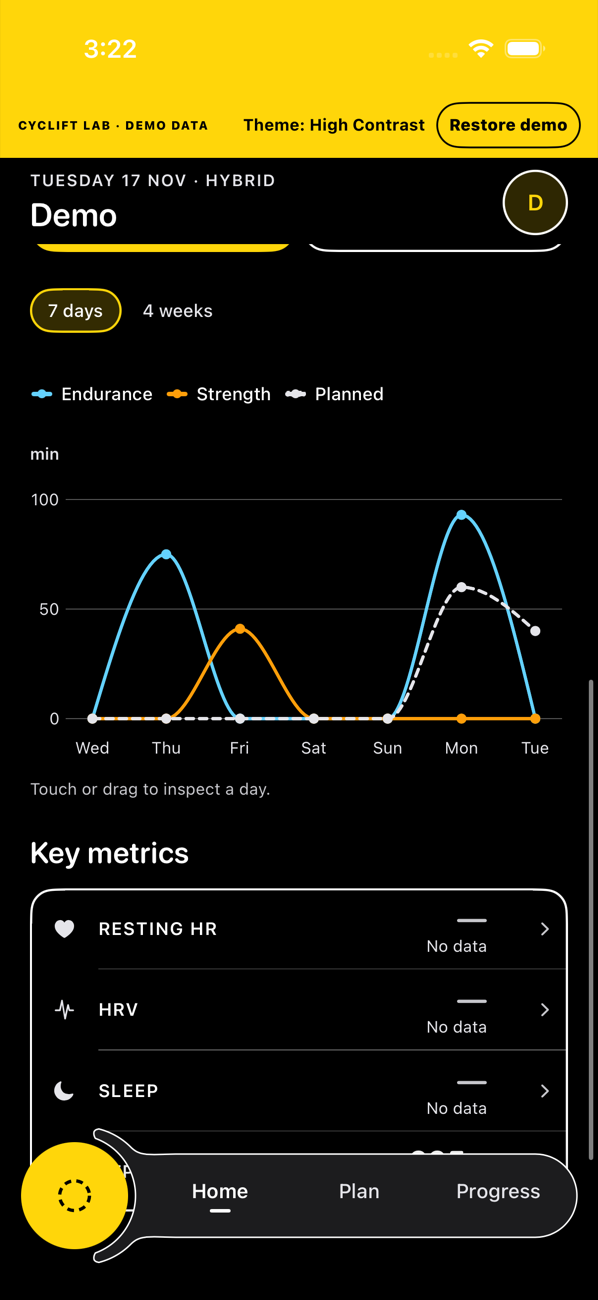 3:22
CYCLIFT LAB · DEMO DATA
Theme: High Contrast
Restore demo
TUESDAY 17 NOV · HYBRID
Demo
D
7 days
4 weeks
Endurance
Strength
Planned
min
100
50
0
Wed Thu Fri Sat Sun Mon Tue
Touch or drag to inspect a day.
Key metrics
RESTING HR
No data
HRV
No data
SLEEP
No data
Home
Plan
Progress